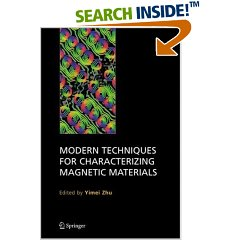 SEARCH INSIDE!™
MODERN TECHNIQUES
FOR CHARACTERIZING
MAGNETIC MATERIALS
Edited by Yimei Zhu
Springer